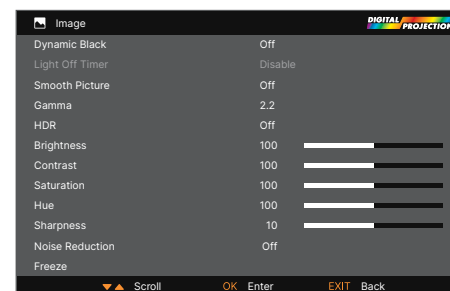 Image
DIGITAL PROJECTION
Dynamic Black Off
Light Off Timer Disable
Smooth Picture Off
Gamma 2.2
HDR Off
Brightness 100
Contrast 100
Saturation 100
Hue 100
Sharpness 10
Noise Reduction Off
Freeze
Scroll OK Enter EXIT Back